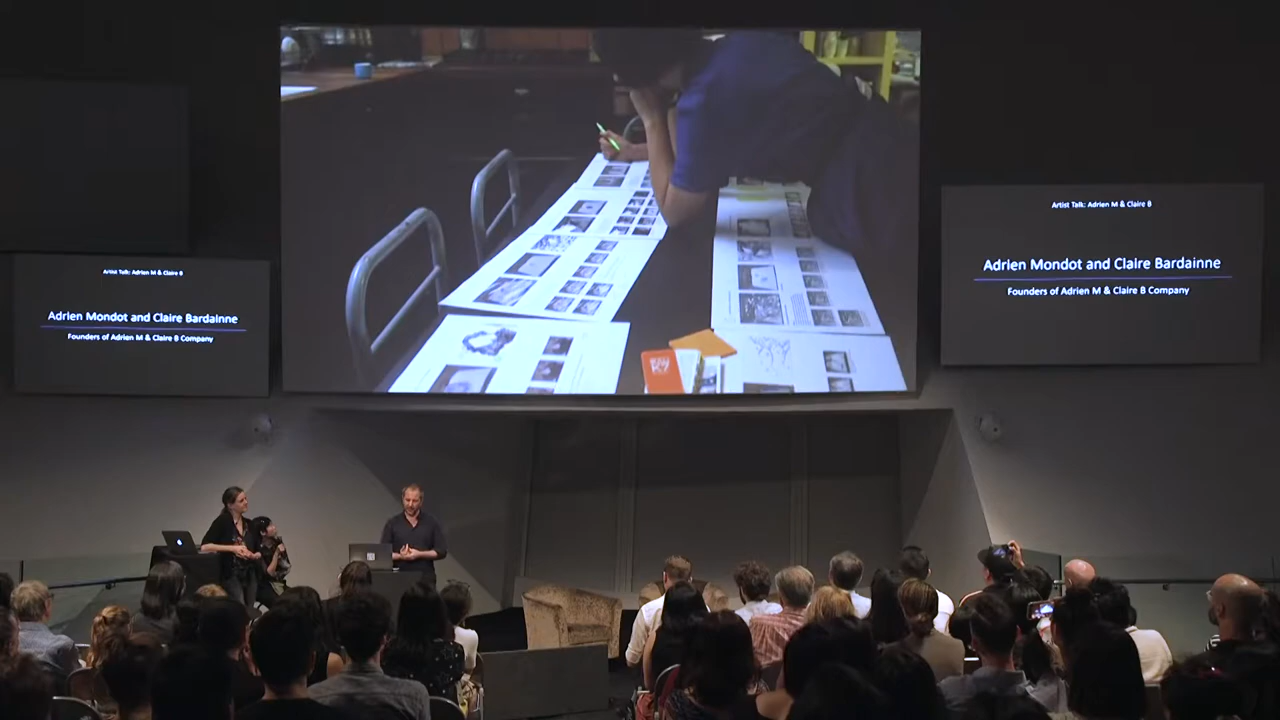 Artist Talk: Adrien M & Claire B
Adrien Mondot and Claire Bardainne
Founders of Adrien M & Claire B Company
Artist Talk: Adrien M & Claire B
Adrien Mondot and Claire Bardainne
Founders of Adrien M & Claire B Company